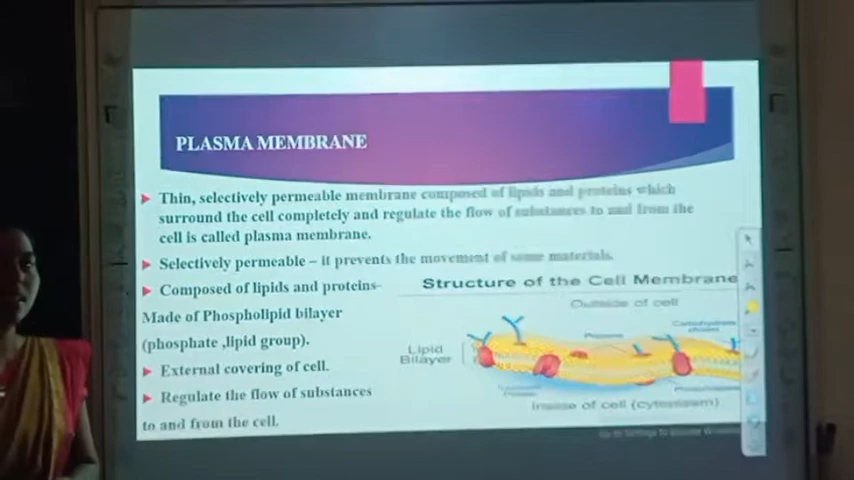 PLASMA MEMBRANE
Thin, selectively permeable membrane composed of lipids and proteins which
surround the cell completely and regulate the flow of substances to and from the
cell is called plasma membrane.
Selectively permeable – it prevents the movement of some materials.
Composed of lipids and proteins-
Made of Phospholipid bilayer
(phosphate ,lipid group).
External covering of cell.
Regulate the flow of substances
to and from the cell.
Structure of the Cell Membrane
Outside of cell
Proteins
Carbohydrate
chains
Lipid
Bilayer
Inside of cell (cytoplasm)